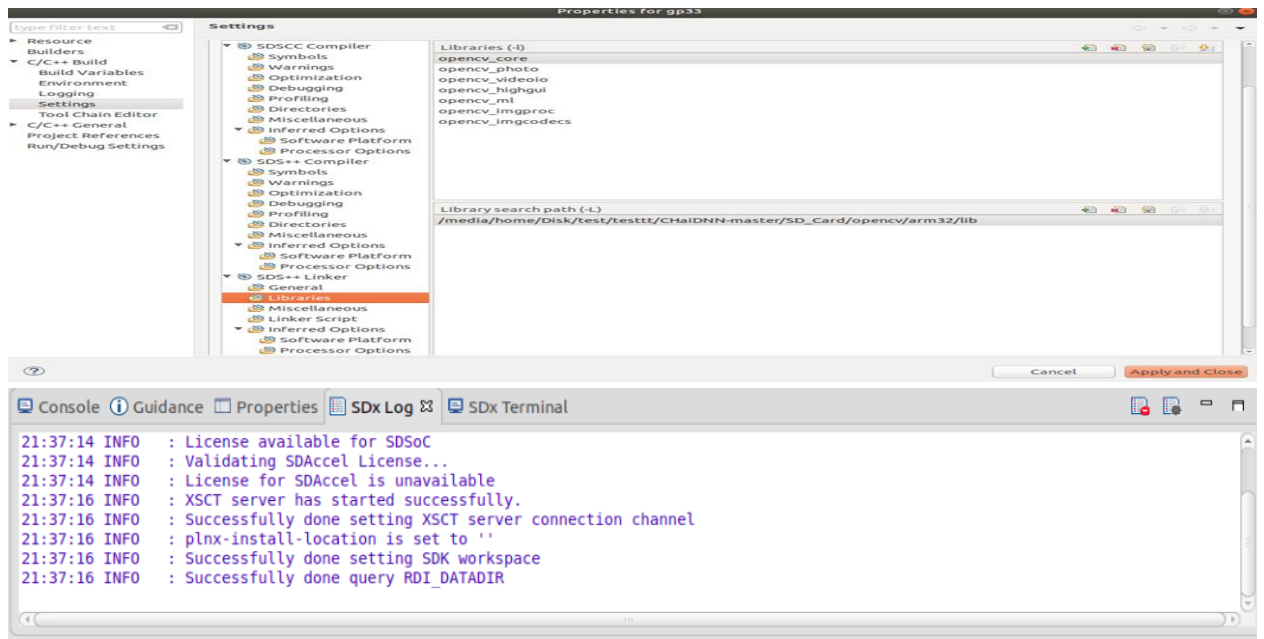 Properties for gp33
type filter text
Settings
Resource
Builders
C/C++ Build
Build Variables
Environment
Logging
Settings
Tool Chain Editor
C/C++ General
Project References
Run/Debug Settings
SDSCC Compiler
Symbols
Warnings
Optimization
Debugging
Profiling
Directories
Miscellaneous
Inferred Options
Software Platform
Processor Options
SDS++ Compiler
Symbols
Warnings
Optimization
Debugging
Profiling
Directories
Miscellaneous
Inferred Options
Software Platform
Processor Options
SDS++ Linker
General
Libraries
Miscellaneous
Linker Script
Inferred Options
Software Platform
Processor Options
Libraries (-l)
opencv_core
opencv_photo
opencv_videoio
opencv_highgui
opencv_ml
opencv_imgproc
opencv_imgcodecs
Library search path (-L)
/media/home/Disk/test/testtt/CHaiDNN-master/SD_Card/opencv/arm32/lib
Cancel
Apply and Close
Console Guidance Properties SDx Log SDx Terminal
21:37:14 INFO : License available for SDSoC
21:37:14 INFO : Validating SDAccel License...
21:37:14 INFO : License for SDAccel is unavailable
21:37:16 INFO : XSCT server has started successfully.
21:37:16 INFO : Successfully done setting XSCT server connection channel
21:37:16 INFO : plnx-install-location is set to ''
21:37:16 INFO : Successfully done setting SDK workspace
21:37:16 INFO : Successfully done query RDI_DATADIR